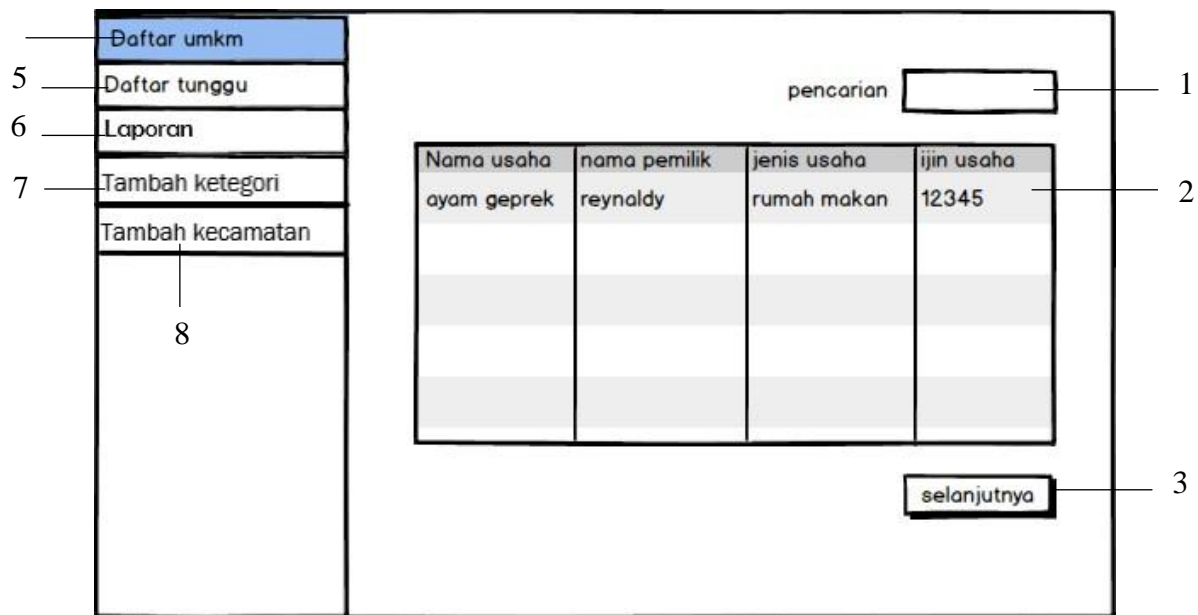 Daftar umkm
5 Daftar tunggu
6 Laporan
7 Tambah ketegori
Tambah kecamatan
8
pencarian 1
Nama usaha nama pemilik jenis usaha ijin usaha
ayam geprek reynaldy rumah makan 12345 2
selanjutnya 3